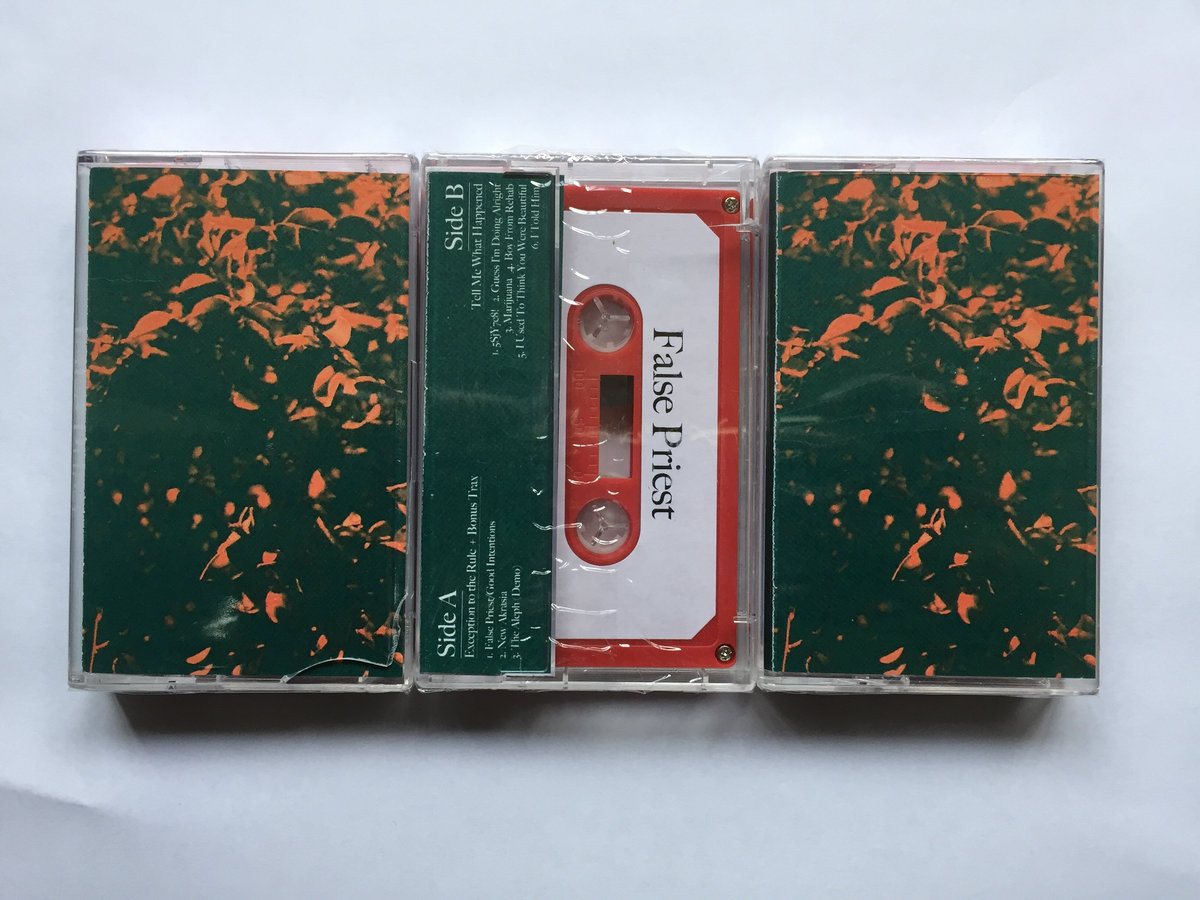 Side A
Exception to the Rule + Bonus Trax
1. False Priest/Good Intentions
2. New Akrasia
3. The Aleph (Demo)
Side B
Tell Me What Happened
1. 2. Guess I'm Doing Alright
3. Marijuana 4. Boy From Rehab
5. I Used To Think You Were Beautiful
6. I Told Him
False Priest